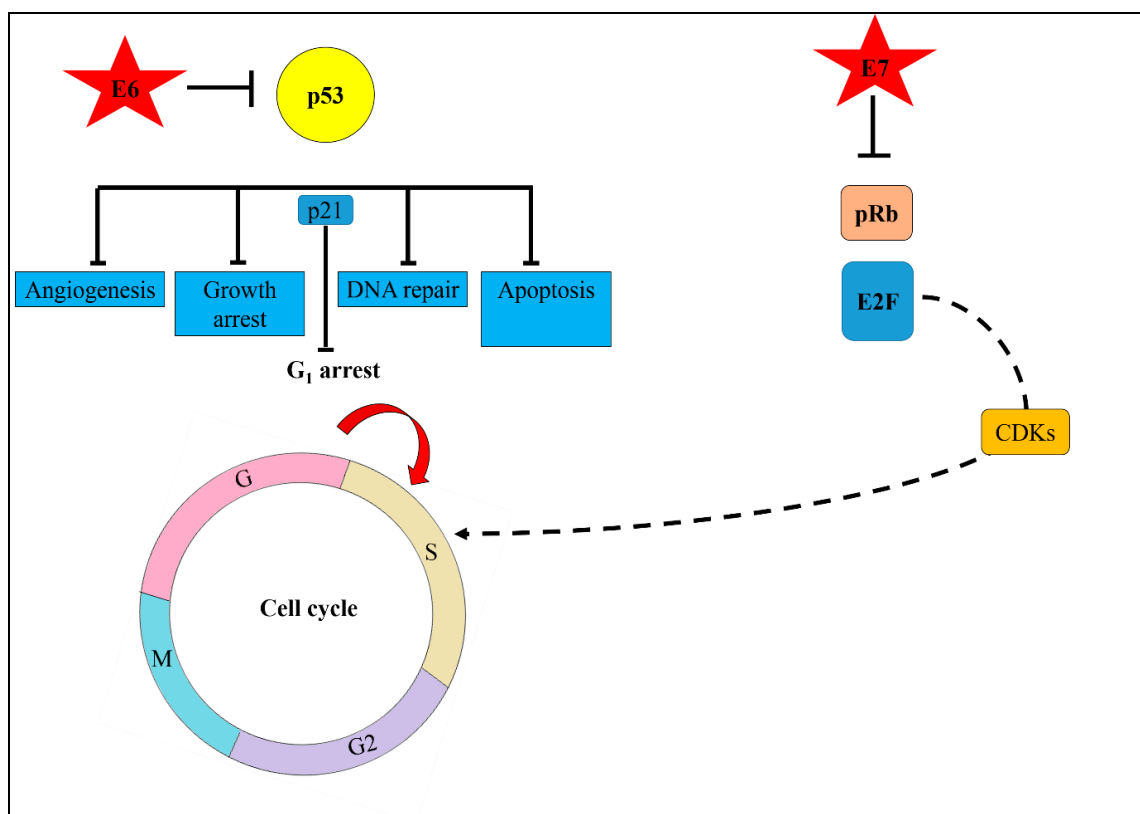 E6
p53
E7
p21
pRb
Angiogenesis
Growth
arrest
DNA repair
Apoptosis
E2F
G₁ arrest
CDKs
G
S
Cell cycle
M
G2